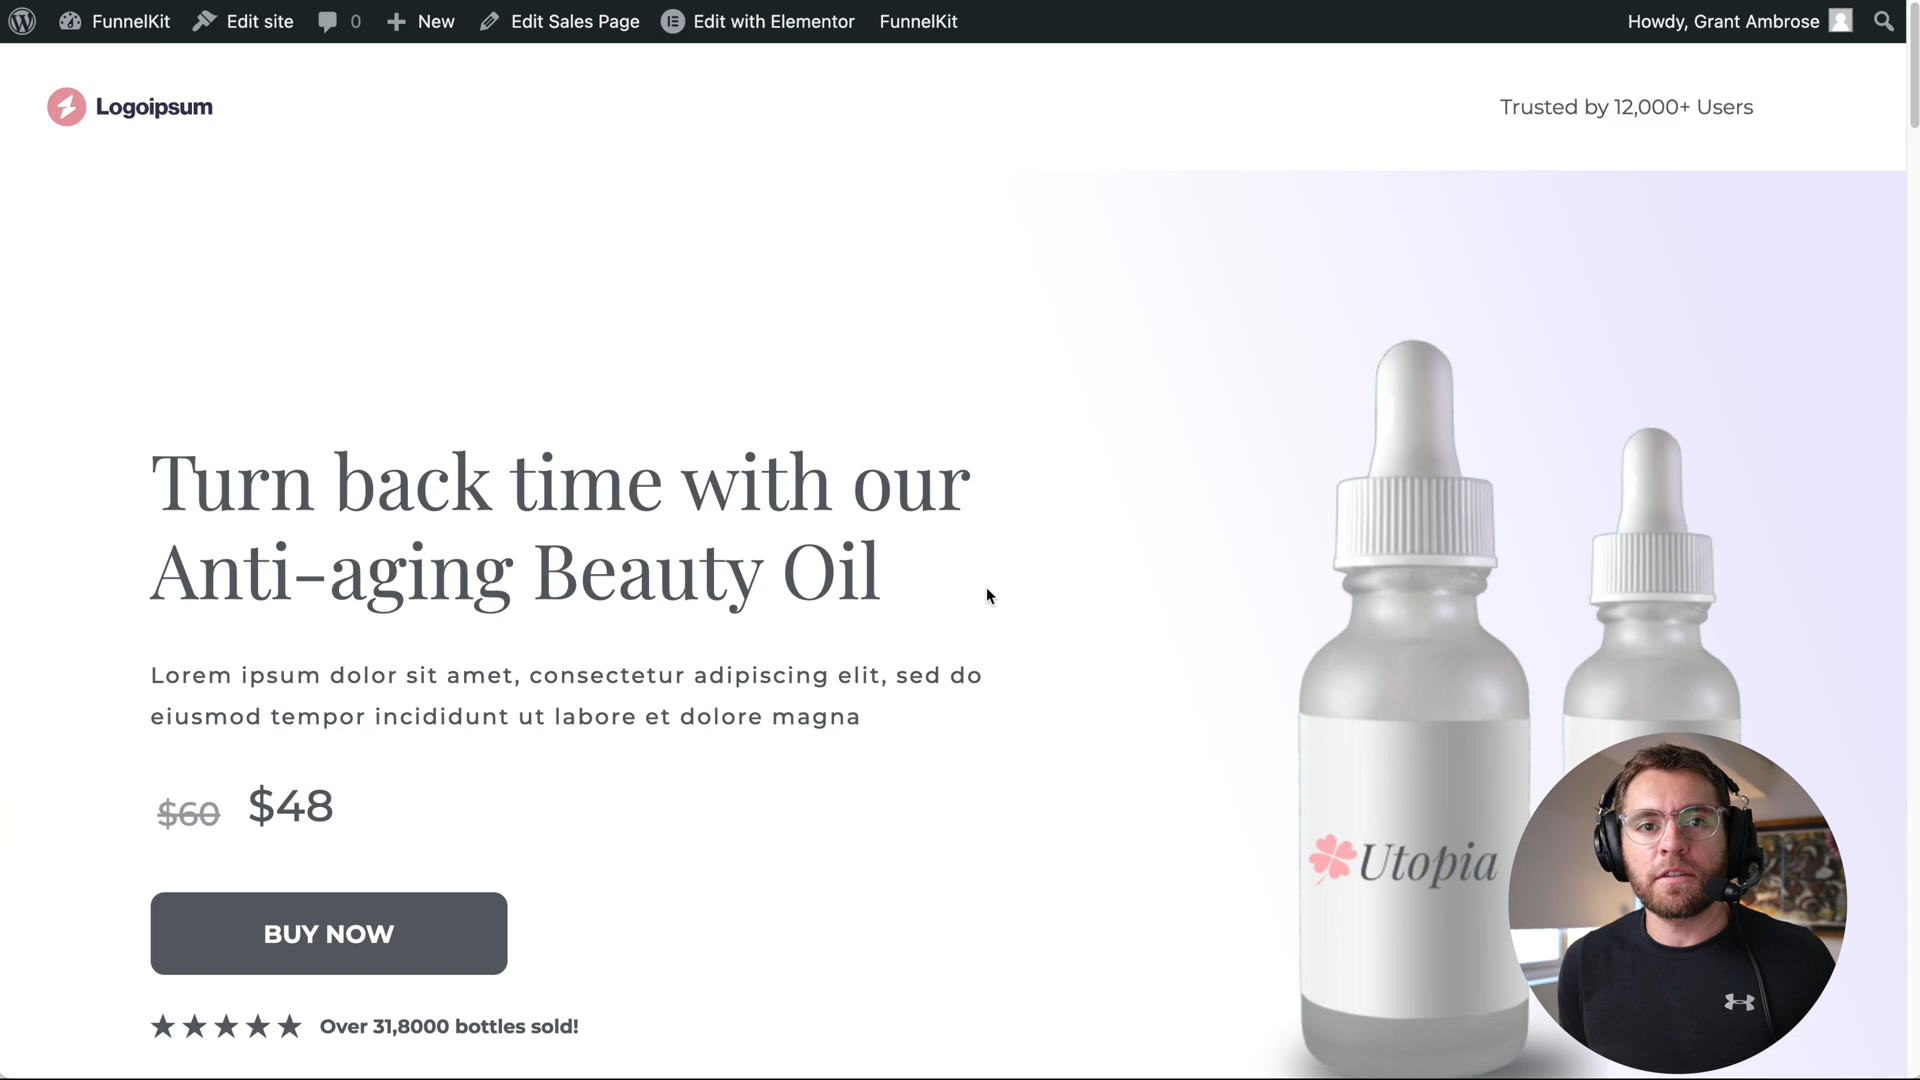 FunnelKit Edit site 0 New Edit Sales Page Edit with Elementor FunnelKit Howdy, Grant Ambrose
Logoipsum
Trusted by 12,000+ Users
Turn back time with our
Anti-aging Beauty Oil
Lorem ipsum dolor sit amet, consectetur adipiscing elit, sed do
eiusmod tempor incididunt ut labore et dolore magna
$60 $48
Utopia
BUY NOW
Over 31,8000 bottles sold!